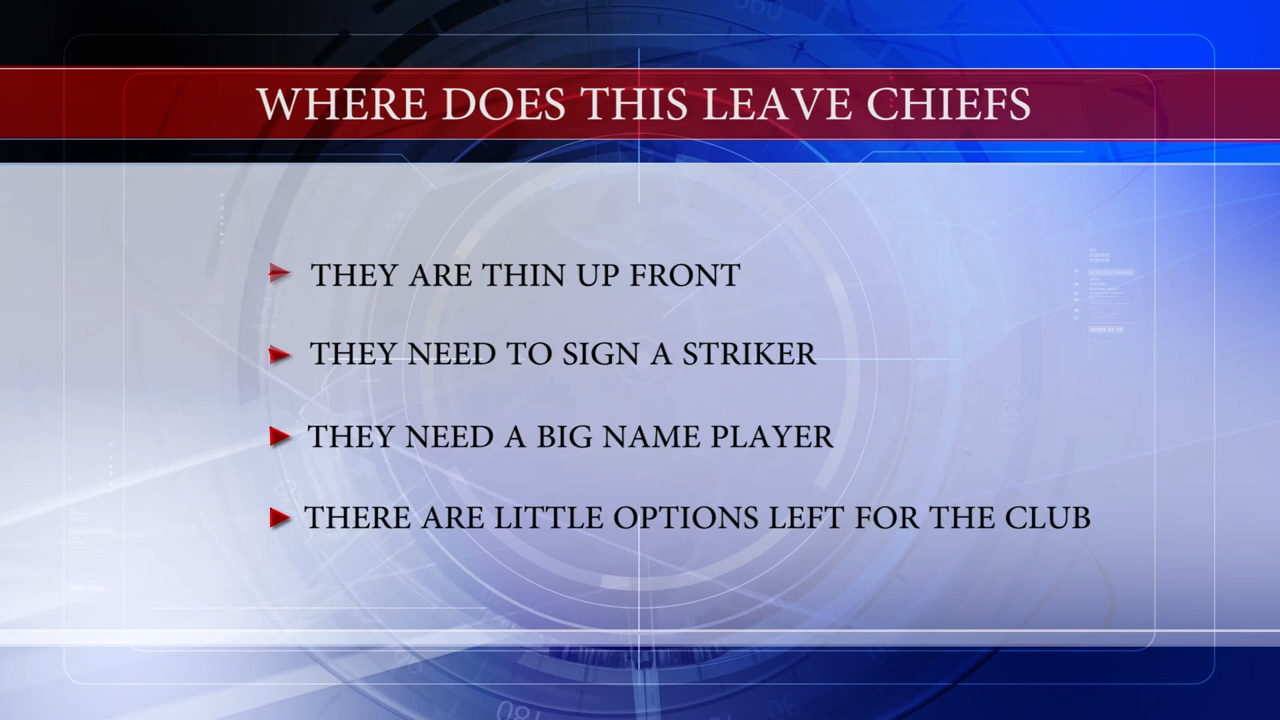 WHERE DOES THIS LEAVE CHIEFS
THEY ARE THIN UP FRONT
THEY NEED TO SIGN A STRIKER
THEY NEED A BIG NAME PLAYER
THERE ARE LITTLE OPTIONS LEFT FOR THE CLUB